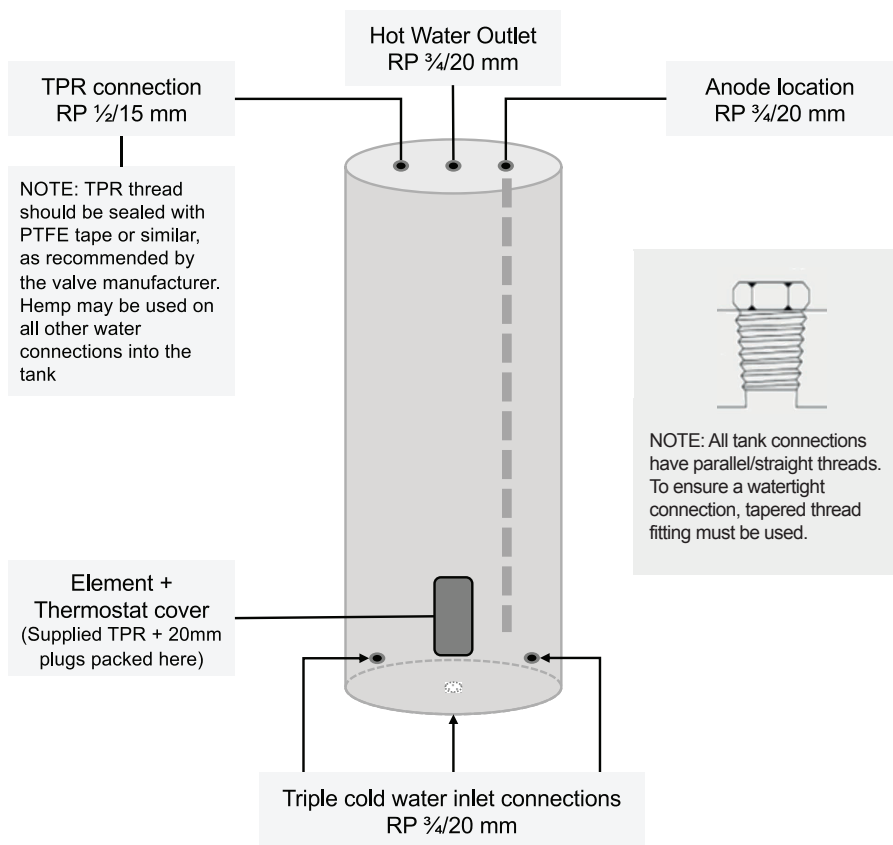 Hot Water Outlet
RP ¾/20 mm
TPR connection
RP ½/15 mm
Anode location
RP ¾/20 mm
NOTE: TPR thread
should be sealed with
PTFE tape or similar,
as recommended by
the valve manufacturer.
Hemp may be used on
all other water
connections into the
tank
NOTE: All tank connections
have parallel/straight threads.
To ensure a watertight
connection, tapered thread
fitting must be used.
Element +
Thermostat cover
(Supplied TPR + 20mm
plugs packed here)
Triple cold water inlet connections
RP ¾/20 mm